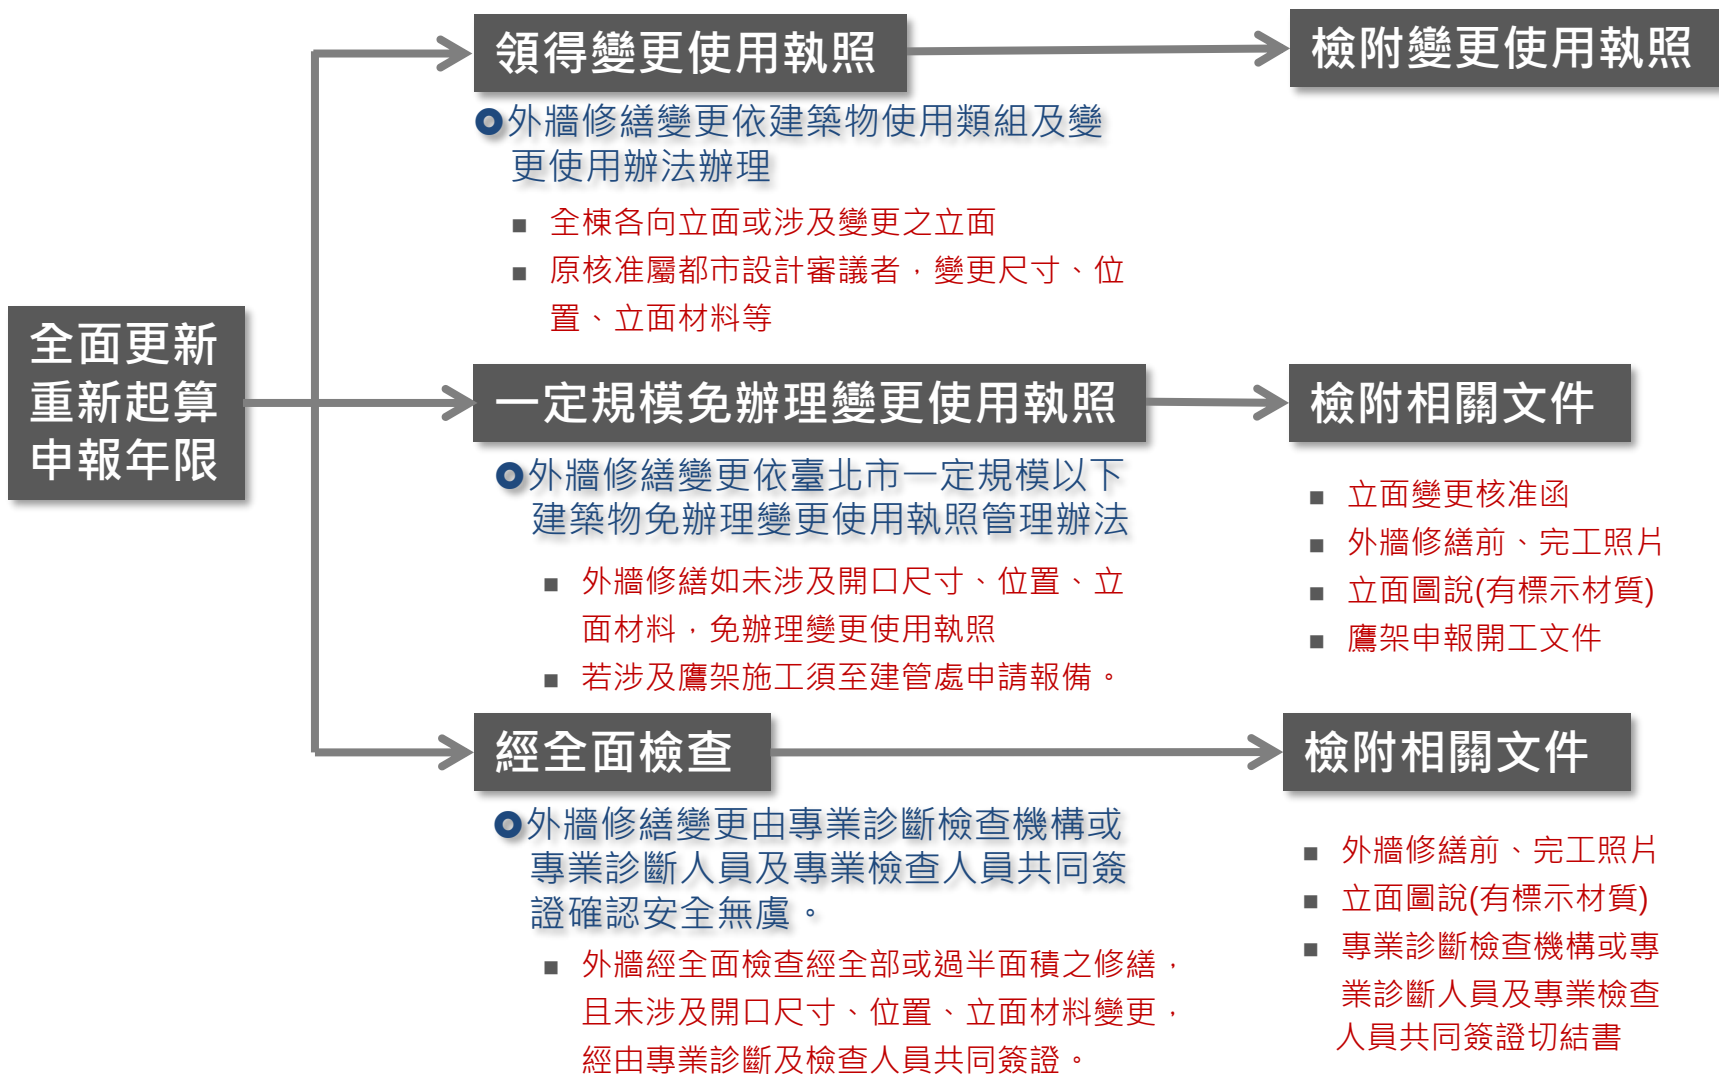 全面更新
重新起算
申報年限
領得變更使用執照
外牆修繕變更依建築物使用類組及變
更使用辦法辦理
全棟各向立面或涉及變更之立面
原核准屬都市設計審議者，變更尺寸、位
置、立面材料等
檢附變更使用執照
一定規模免辦理變更使用執照
外牆修繕變更依臺北市一定規模以下
建築物免辦理變更使用執照管理辦法
外牆修繕如未涉及開口尺寸、位置、立
面材料，免辦理變更使用執照
若涉及鷹架施工須至建管處申請報備。
檢附相關文件
立面變更核准函
外牆修繕前、完工照片
立面圖說(有標示材質)
鷹架申報開工文件
經全面檢查
外牆修繕變更由專業診斷檢查機構或
專業診斷人員及專業檢查人員共同簽
證確認安全無虞。
外牆經全面檢查經全部或過半面積之修繕，
且未涉及開口尺寸、位置、立面材料變更，
經由專業診斷及檢查人員共同簽證。
檢附相關文件
外牆修繕前、完工照片
立面圖說(有標示材質)
專業診斷檢查機構或專
業診斷人員及專業檢查
人員共同簽證切結書